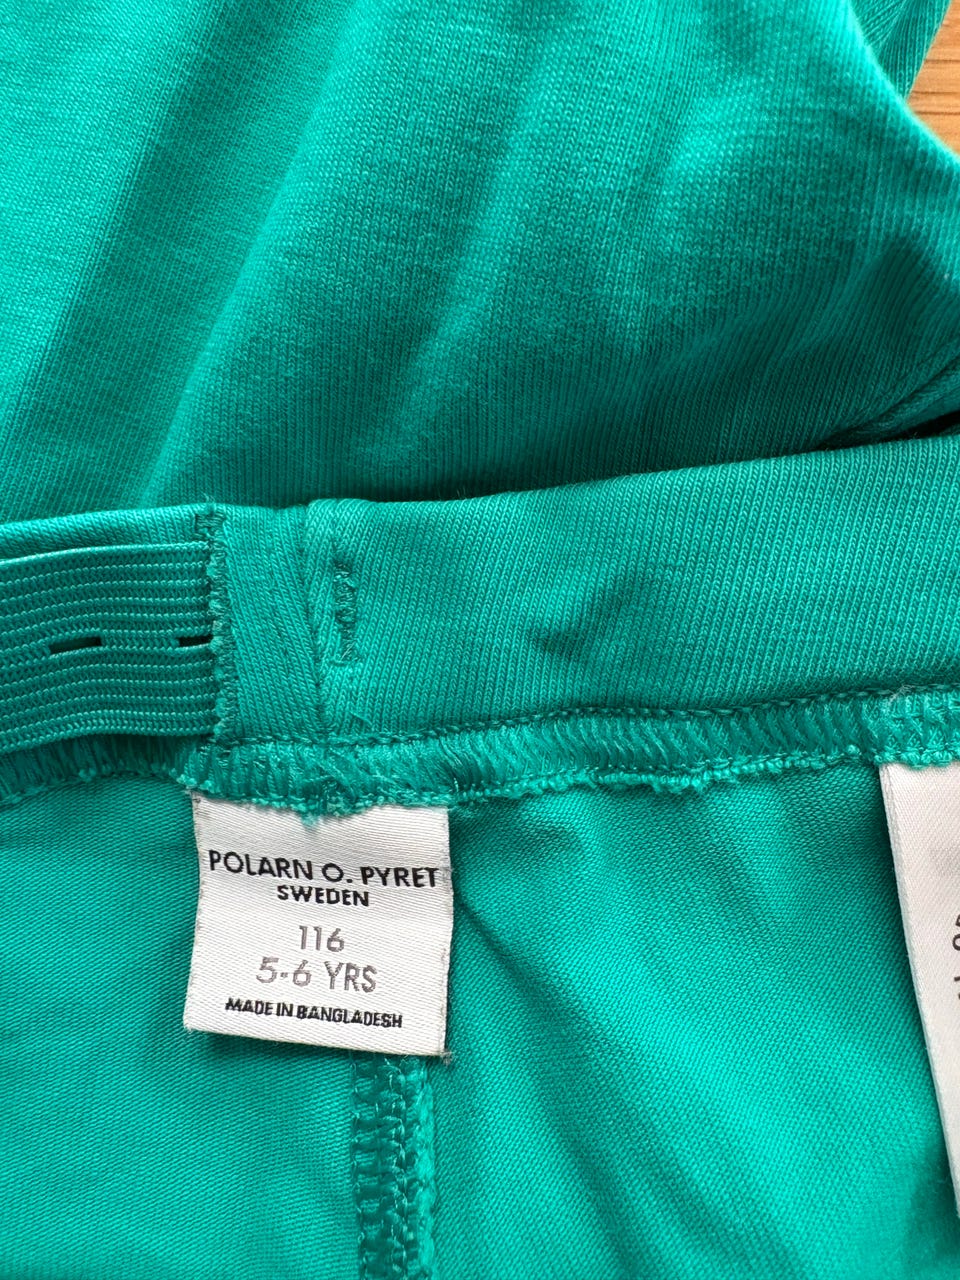 POLARN O. PYRET
SWEDEN
116
5-6 YRS
MADE IN BANGLADESH